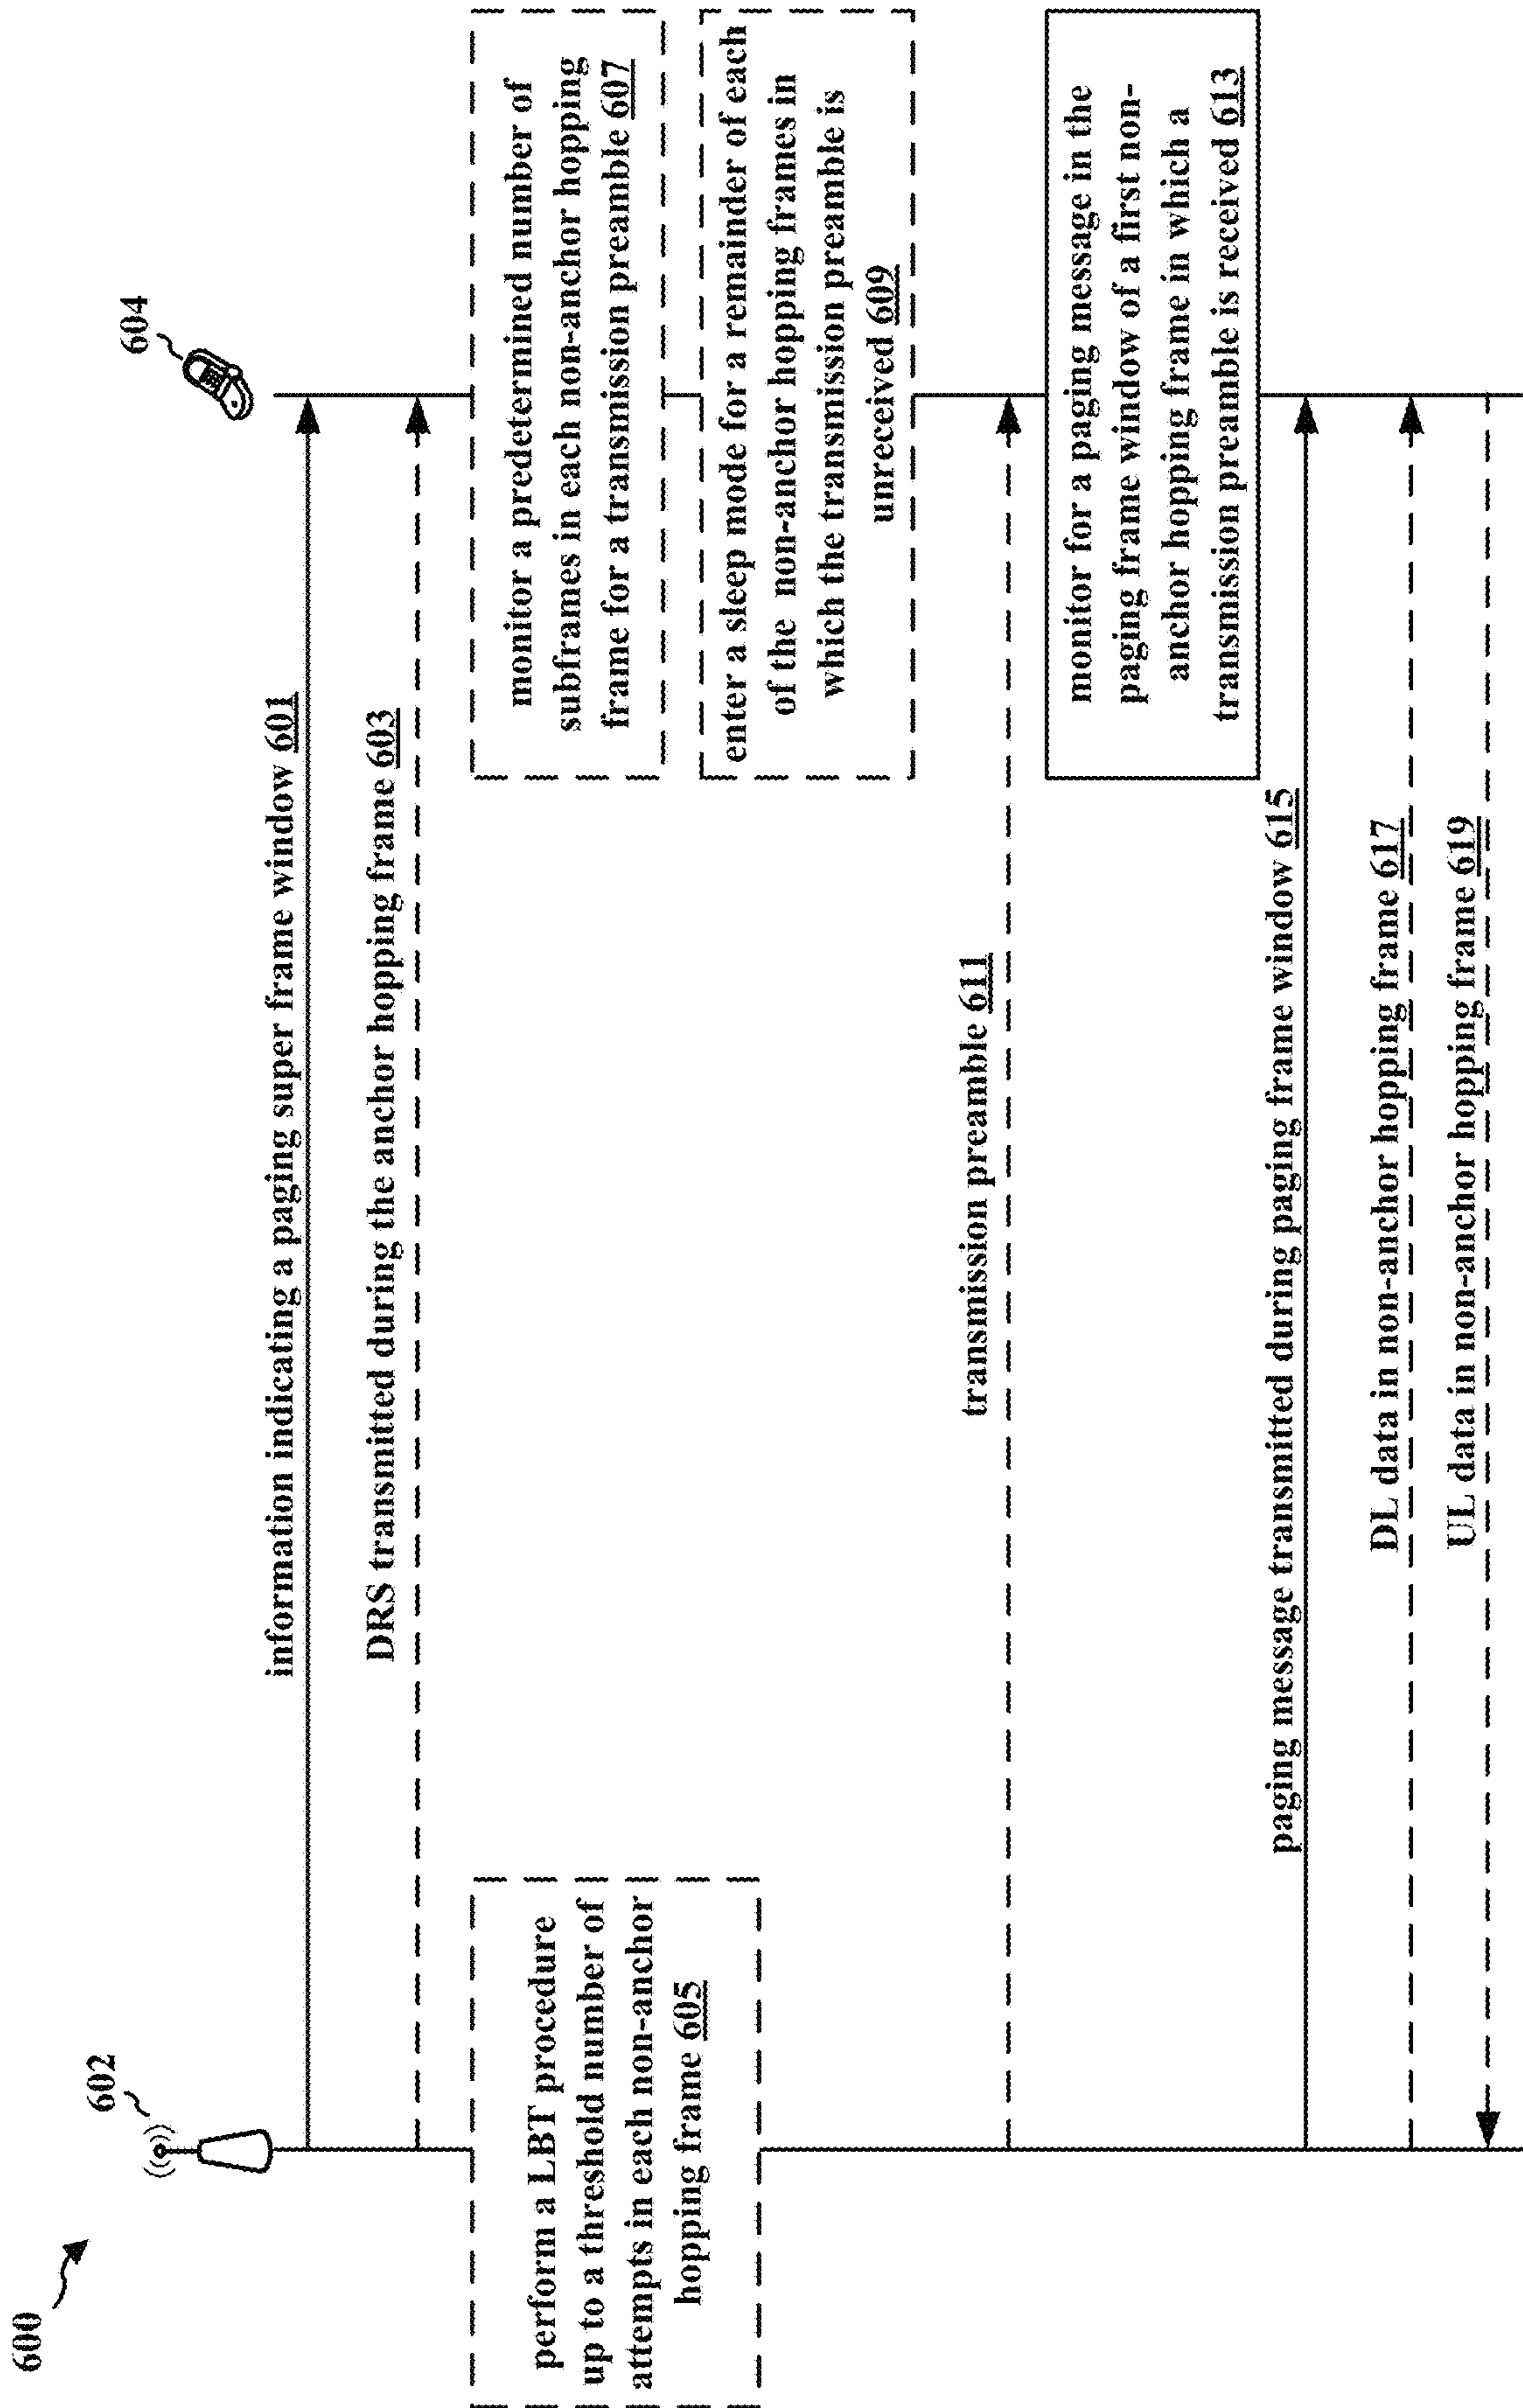 600
602
604
information indicating a paging super frame window 601
DRS transmitted during the anchor hopping frame 603
perform a LBT procedure
up to a threshold number of
attempts in each non-anchor
hopping frame 605
monitor a predetermined number of
subframes in each non-anchor hopping
frame for a transmission preamble 607
enter a sleep mode for a remainder of each
of the non-anchor hopping frames in
which the transmission preamble is
unreceived 609
transmission preamble 611
monitor for a paging message in the
paging frame window of a first non-
anchor hopping frame in which a
transmission preamble is received 613
paging message transmitted during paging frame window 615
DL data in non-anchor hopping frame 617
UL data in non-anchor hopping frame 619